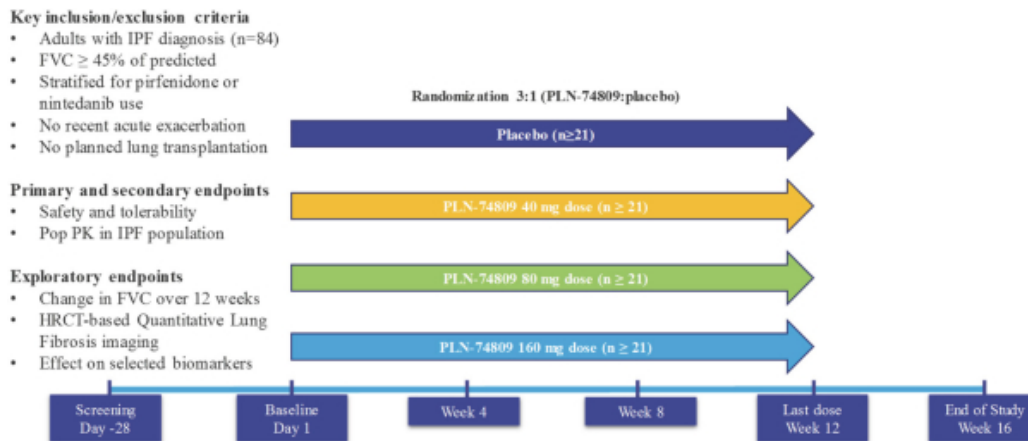 Key inclusion/exclusion criteria
• Adults with IPF diagnosis (n=84)
• FVC ≥ 45% of predicted
• Stratified for pirfenidone or
nintedanib use
• No recent acute exacerbation
• No planned lung transplantation
Primary and secondary endpoints
• Safety and tolerability
• Pop PK in IPF population
Exploratory endpoints
• Change in FVC over 12 weeks
• HRCT-based Quantitative Lung
Fibrosis imaging
• Effect on selected biomarkers
Randomization 3:1 (PLN-74809:placebo)
Placebo (n≥21)
PLN-74809 40 mg dose (n ≥ 21)
PLN-74809 80 mg dose (n ≥ 21)
PLN-74809 160 mg dose (n ≥ 21)
Screening
Day -28
Baseline
Day 1
Week 4
Week 8
Last dose
Week 12
End of Study
Week 16